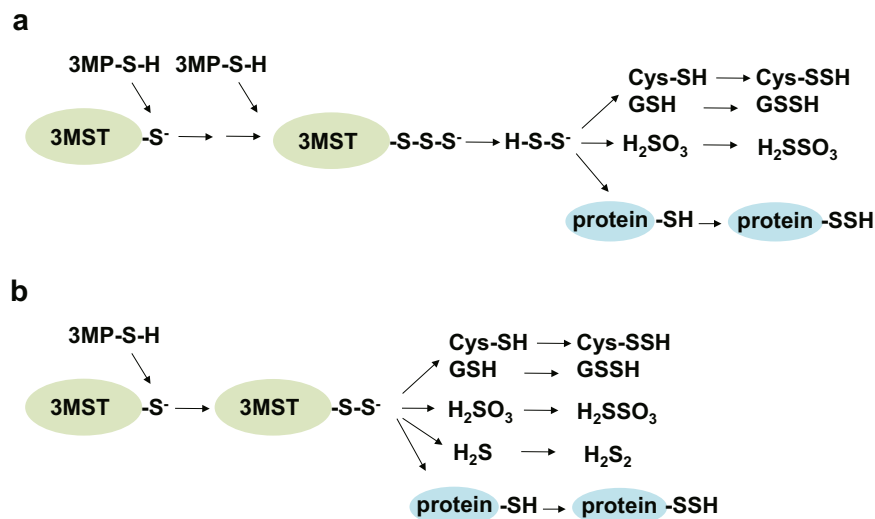 a
3MP-S-H 3MP-S-H
3MST -S⁻ 3MST -S-S-S⁻ H-S-S⁻
Cys-SH Cys-SSH
GSH GSSH
H₂SO₃ H₂SSO₃
protein -SH protein -SSH
b
3MP-S-H
3MST -S⁻ 3MST -S-S⁻
Cys-SH Cys-SSH
GSH GSSH
H₂SO₃ H₂SSO₃
H₂S H₂S₂
protein -SH protein -SSH